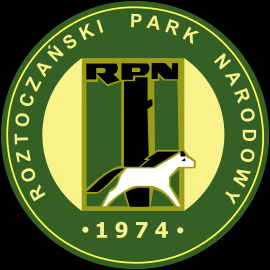 ROZTOCZAŃSKI PARK NARODOWY
RPN
• 1974 •